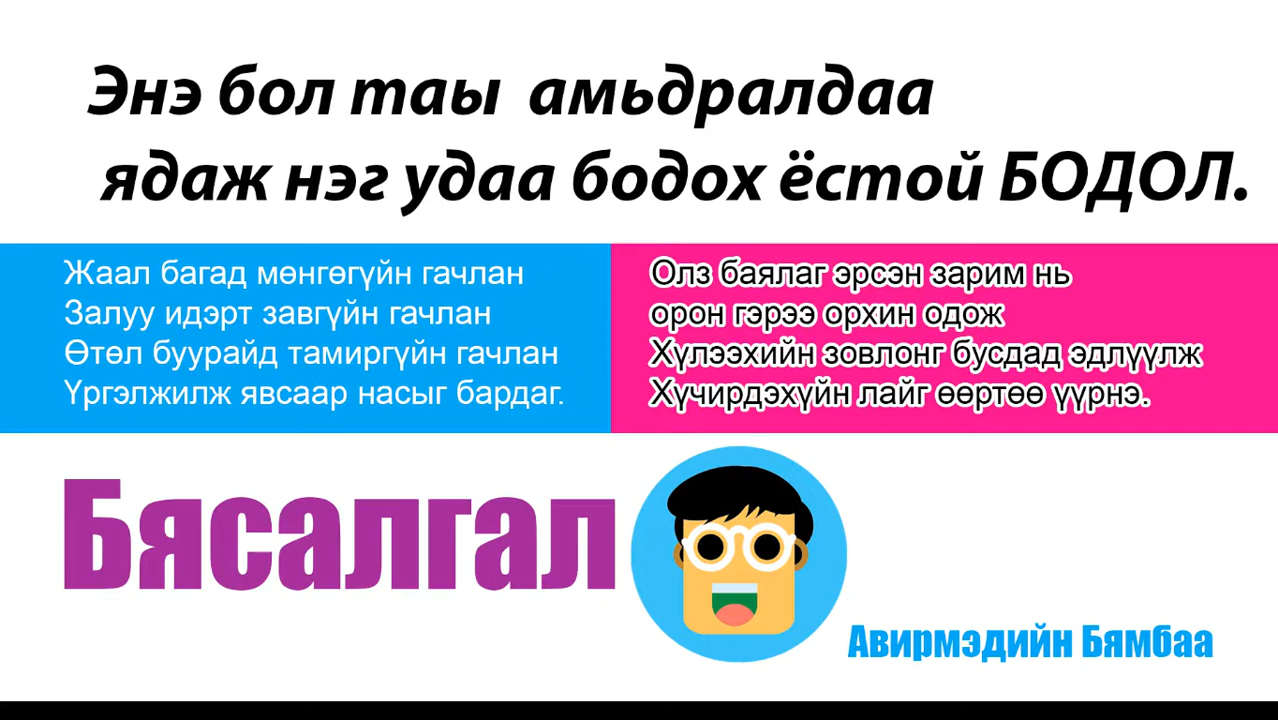 Энэ бол таы амьдралдаа
ядаж нэг удаа бодох ёстой БОДОЛ.
Жаал багад мөнгөгүйн гачлан
Залуу идэрт завгүйн гачлан
Өтөл буурайд тамиргүйн гачлан
Үргэлжилж явсаар насыг бардаг.
Олз баялаг эрсэн зарим нь
орон гэрээ орхин одож
Хүлээхийн зовлонг бусдад эдлүүлж
Хүчирдэхүйн лайг өөртөө үүрнэ.
Бясалгал
Авирмэдийн Бямбаа